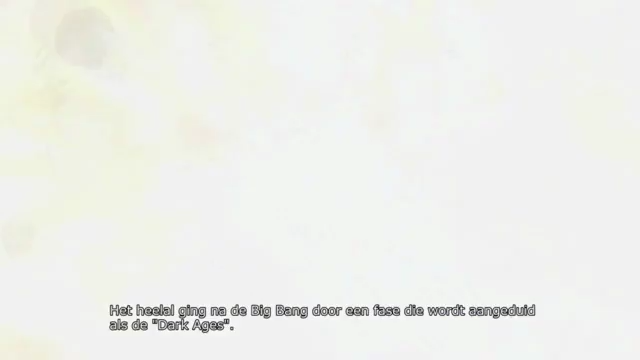 Het heelal ging na de Big Bang door een fase die wordt aangeduid
als de "Dark Ages".